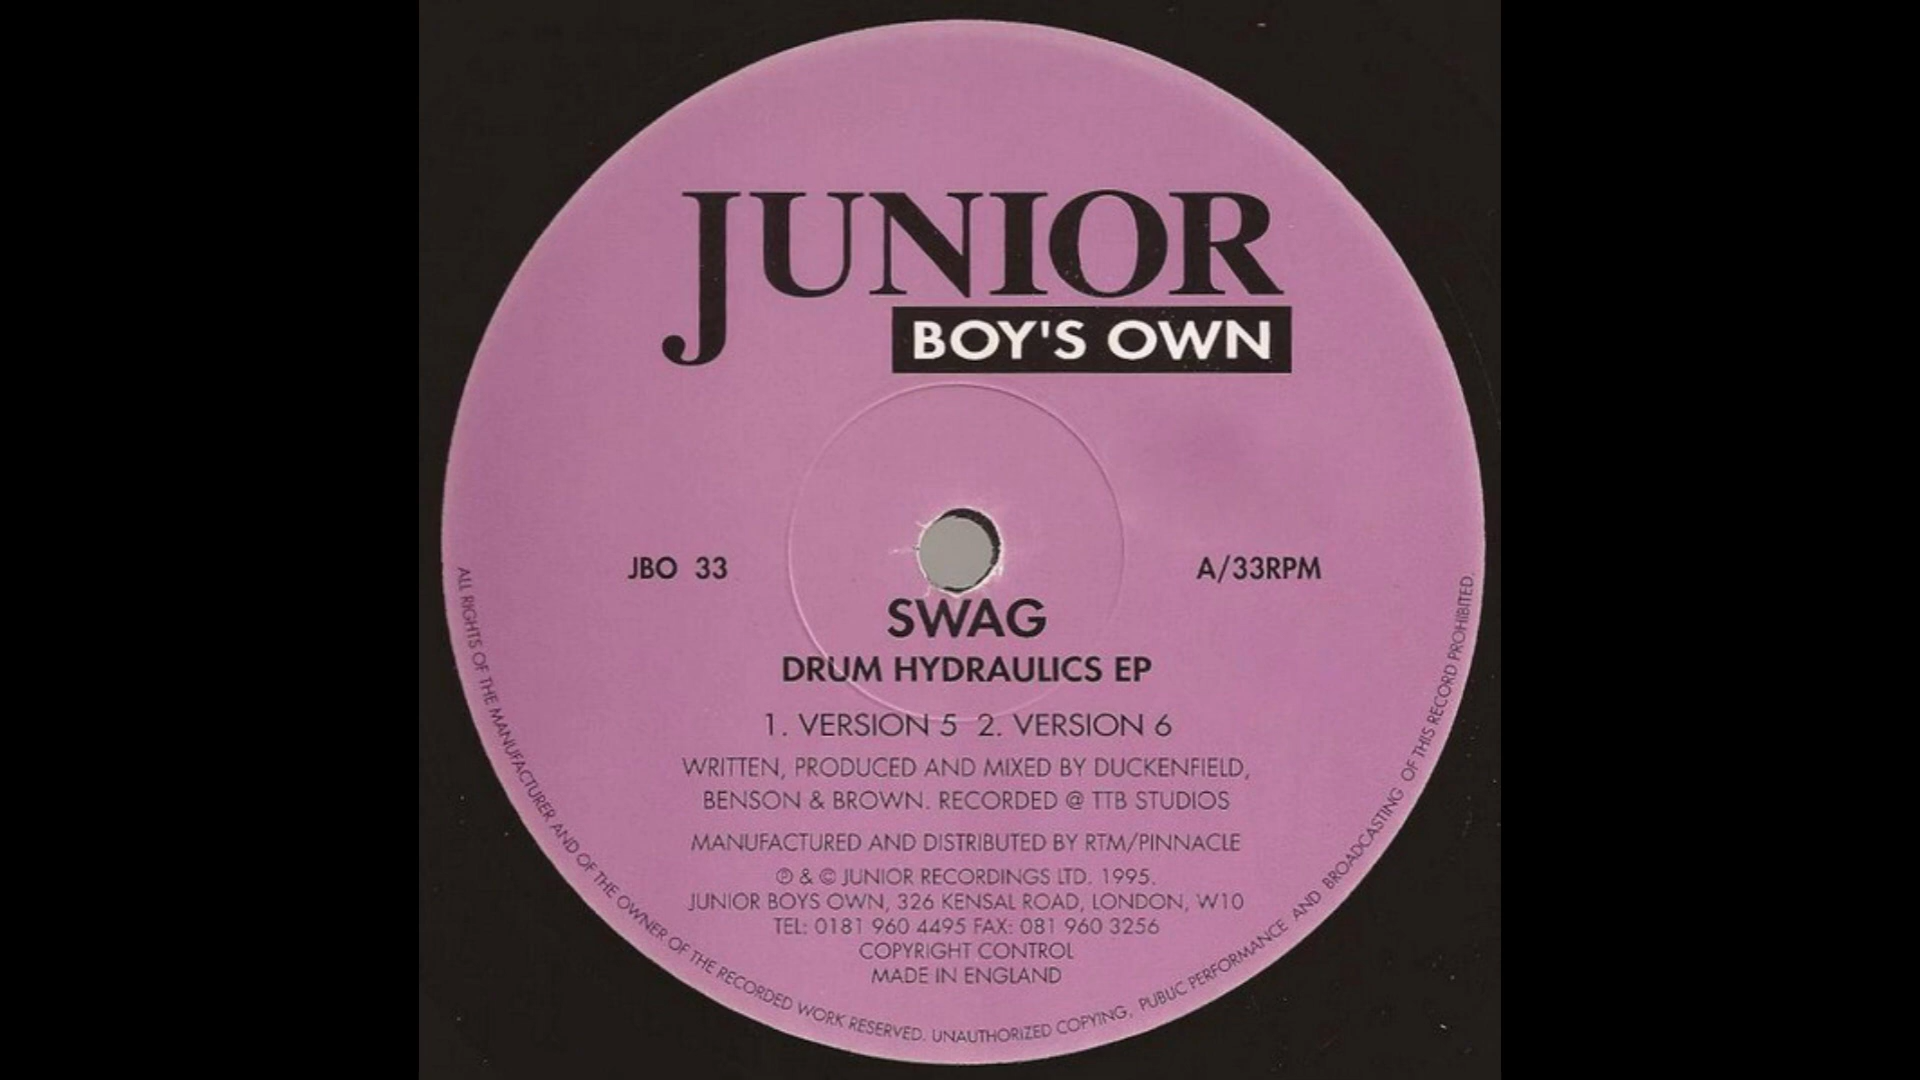 JUNIOR
BOY'S OWN
JBO 33
A/33RPM
SWAG
DRUM HYDRAULICS EP
1. VERSION 5 2. VERSION 6
WRITTEN, PRODUCED AND MIXED BY DUCKENFIELD,
BENSON & BROWN. RECORDED @ TTB STUDIOS
MANUFACTURED AND DISTRIBUTED BY RTM/PINNACLE
℗ & © JUNIOR RECORDINGS LTD. 1995.
JUNIOR BOYS OWN, 326 KENSAL ROAD, LONDON, W10
TEL: 0181 960 4495 FAX: 081 960 3256
COPYRIGHT CONTROL
MADE IN ENGLAND
ALL RIGHTS OF THE MANUFACTURER AND OF THE OWNER OF THE RECORDED WORK RESERVED. UNAUTHORIZED COPYING, PUBLIC PERFORMANCE AND BROADCASTING OF THIS RECORD PROHIBITED.